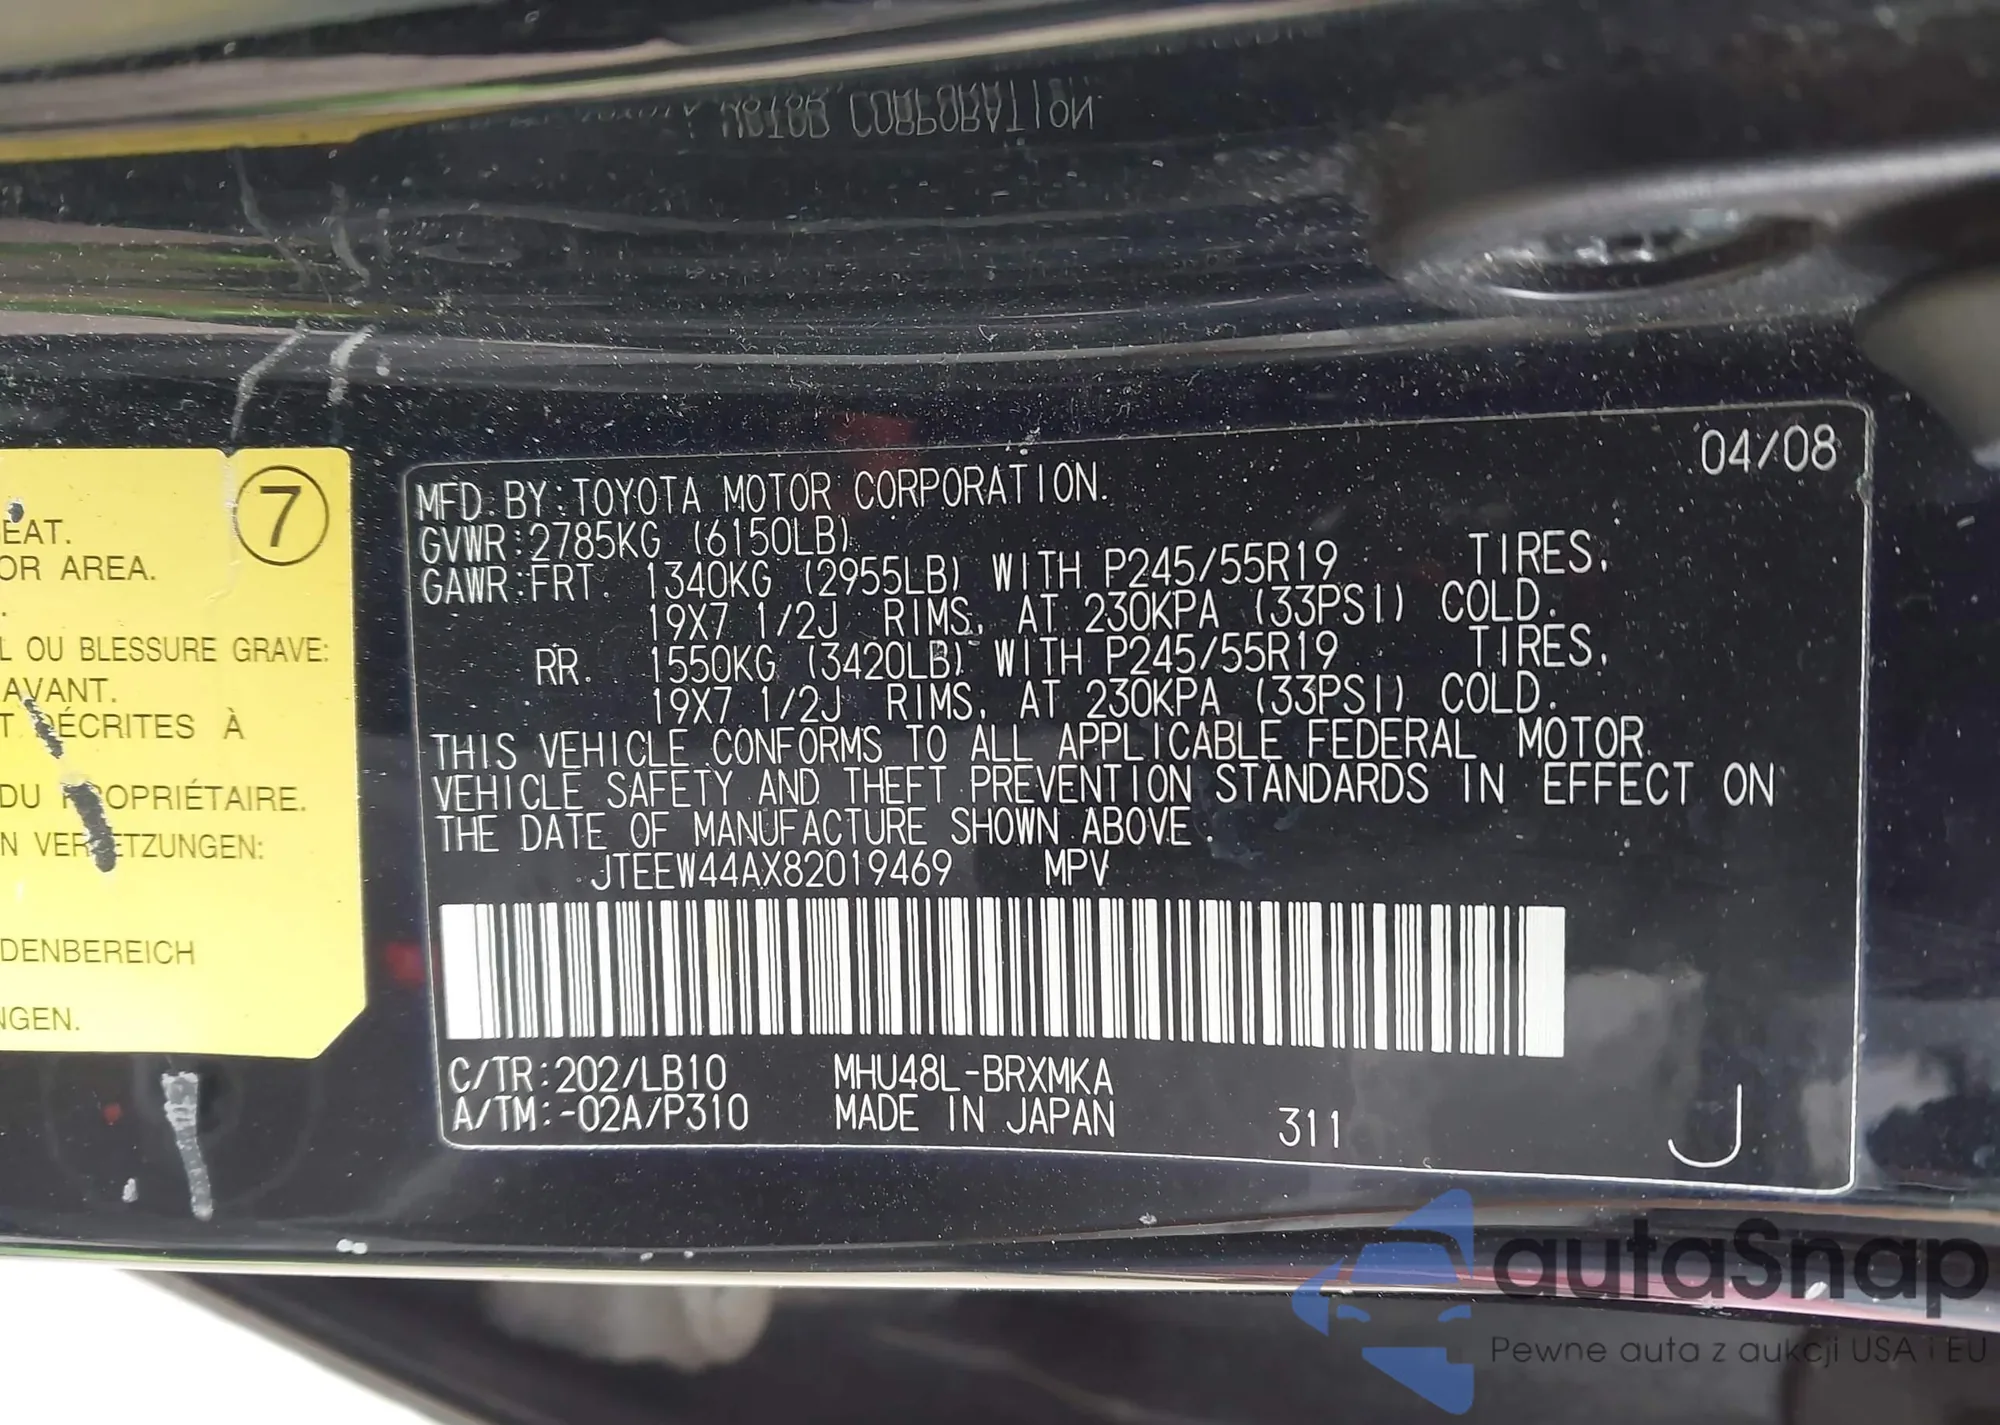 MOTOR CORPORATION.
7
EAT.
OR AREA.
L OU BLESSURE GRAVE:
AVANT.
T DÉCRITES À
DU PROPRIÉTAIRE.
N VERLETZUNGEN:
DENBEREICH
NGEN.
04/08
MFD. BY:TOYOTA MOTOR CORPORATION.
GVWR:2785KG (6150LB)
GAWR:FRT. 1340KG (2955LB) WITH P245/55R19 TIRES,
19X7 1/2J RIMS, AT 230KPA (33PSI) COLD.
RR. 1550KG (3420LB) WITH P245/55R19 TIRES,
19X7 1/2J RIMS, AT 230KPA (33PSI) COLD.
THIS VEHICLE CONFORMS TO ALL APPLICABLE FEDERAL MOTOR
VEHICLE SAFETY AND THEFT PREVENTION STANDARDS IN EFFECT ON
THE DATE OF MANUFACTURE SHOWN ABOVE.
JTEEW44AX82019469 MPV
C/TR:202/LB10 MHU48L-BRXMKA
A/TM:-02A/P310 MADE IN JAPAN 311 J
autaSnap
Pewne auta z aukcji USA i EU